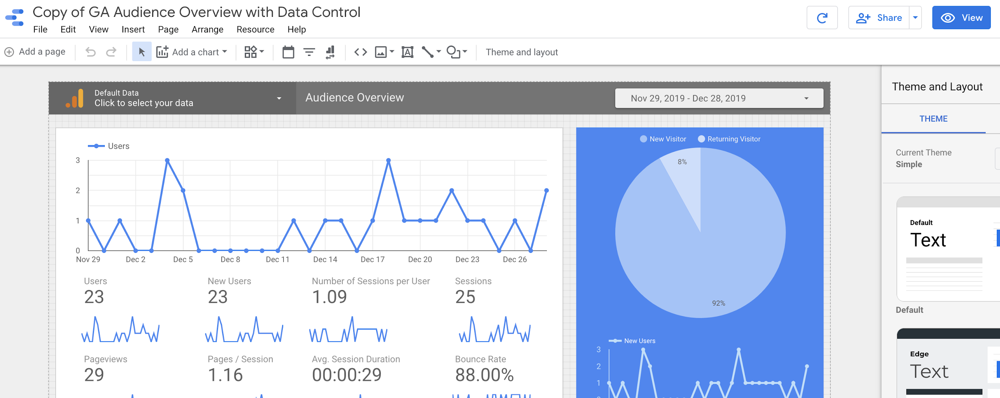 Copy of GA Audience Overview with Data Control
File Edit View Insert Page Arrange Resource Help
Share
View
Add a page
Add a chart
Theme and layout
Default Data
Click to select your data
Audience Overview
Nov 29, 2019 - Dec 28, 2019
Users
3
2
1
0
Nov 29 Dec 2 Dec 5 Dec 8 Dec 11 Dec 14 Dec 17 Dec 20 Dec 23 Dec 26
Users New Users Number of Sessions per User Sessions
23 23 1.09 25
Pageviews Pages / Session Avg. Session Duration Bounce Rate
29 1.16 00:00:29 88.00%
New Visitor Returning Visitor
8%
92%
New Users
3
2
1
Theme and Layout
THEME
Current Theme
Simple
Default
Text
Default
Edge
Text